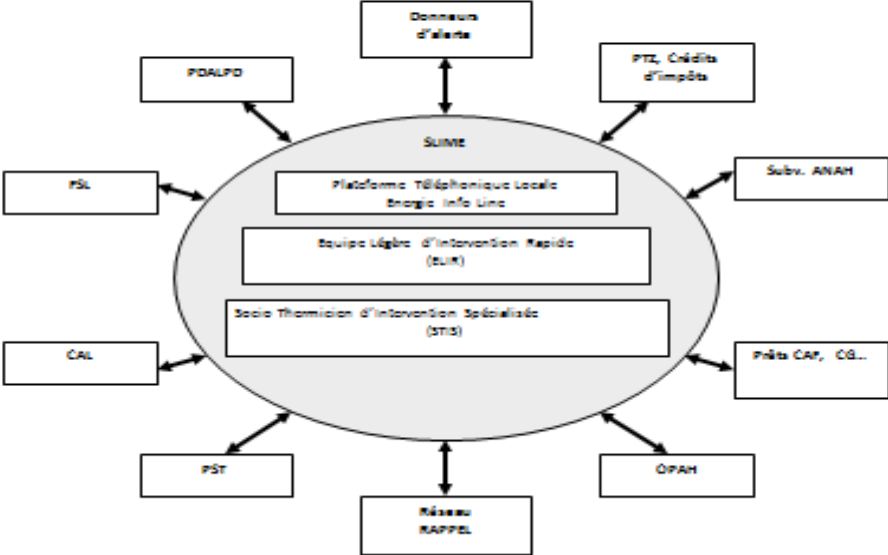 Donneurs
d'alerte
PDALPD
PTZ, Crédits
d'impôts
SLIME
FSL
Subv. ANAH
Plateforme Téléphonique Locale
Energie Info Line
Equipe Légère d'Intervention Rapide
(ELIR)
Socio Thermicien d'Intervention Spécialisée
(STIS)
CAL
Prêts CAF, CG...
PST
OPAH
Réseau
RAPPEL